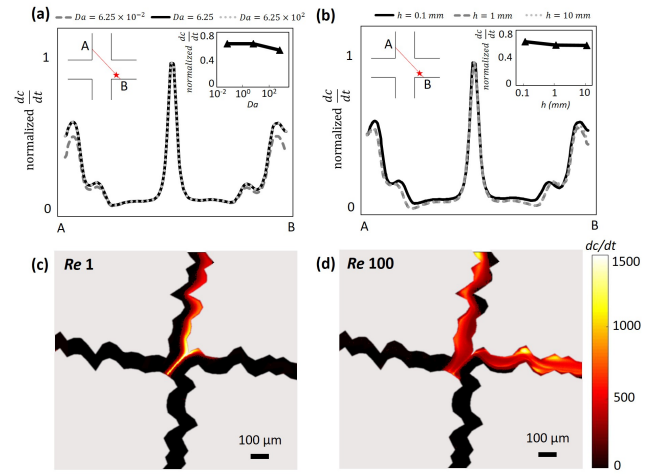 (a) Da = 6.25 × 10⁻² Da = 6.25 Da = 6.25 × 10²
normalized dc/dt
1
0
A
B
A
B
normalized dc/dt
0.8
0.4
0.0
10⁻² 10⁰ 10²
Da
(b) h = 0.1 mm h = 1 mm h = 10 mm
normalized dc/dt
1
0
A
B
A
B
normalized dc/dt
0.8
0.4
0.0
0.1 1 10
h (mm)
(c) Re 1
100 µm
(d) Re 100
100 µm
dc/dt
1500
1000
500
0